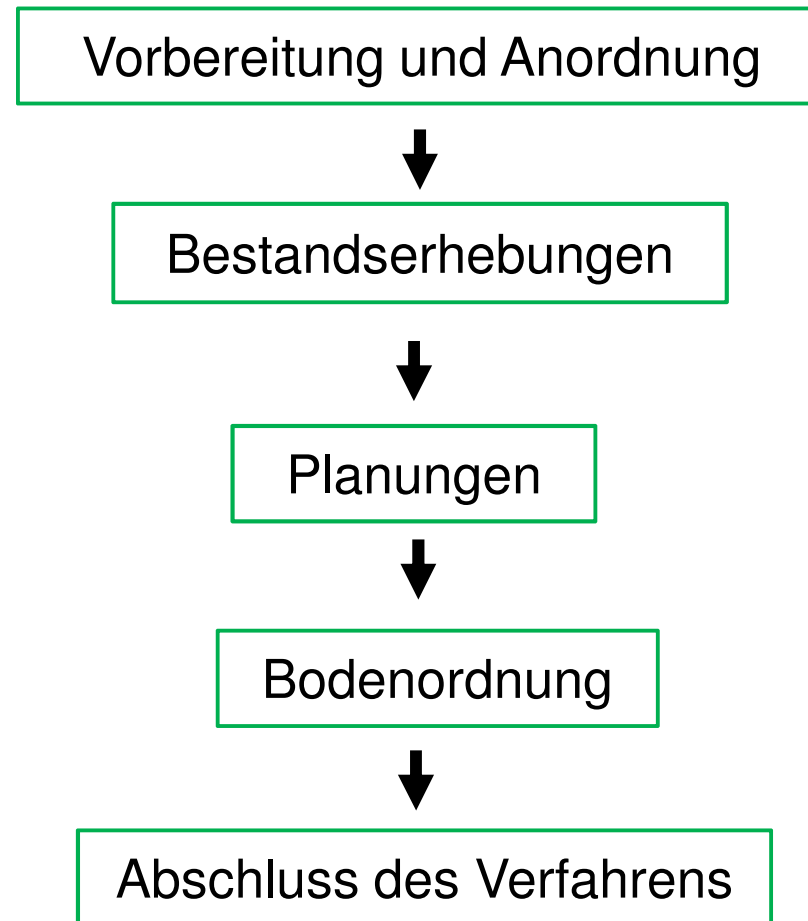 Vorbereitung und Anordnung
Bestandserhebungen
Planungen
Bodenordnung
Abschluss des Verfahrens